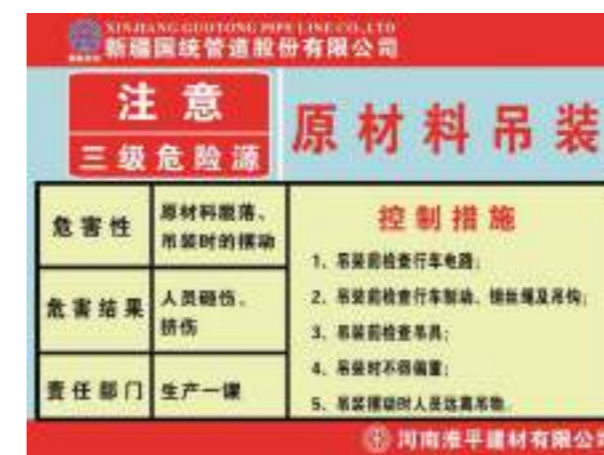 XINJIANG GUOTONG PIPELINE CO.,LTD
新疆国统管道股份有限公司
注意
三级危险源
原材料吊装
危害性
原材料脱落、
吊装时的摆动
危害结果
人员砸伤、
挤伤
责任部门
生产一课
控制措施
1、吊装前检查行车电路;
2、吊装前检查行车制动、钢丝绳及吊钩;
3、吊装前检查吊具;
4、吊装时不得偏重;
5、吊装摆动时人员远离吊物.
河南淮平建材有限公司